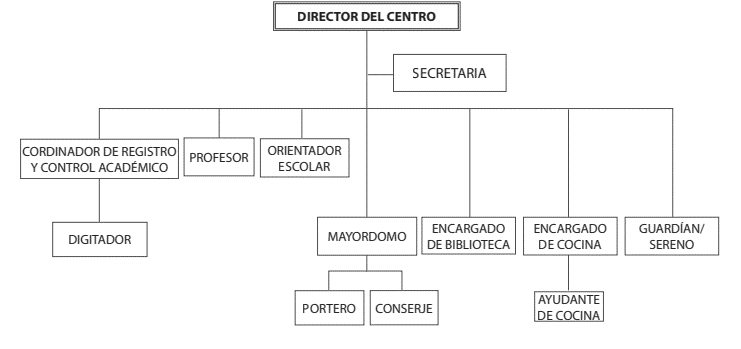 DIRECTOR DEL CENTRO
SECRETARIA
CORDINADOR DE REGISTRO
Y CONTROL ACADÉMICO
PROFESOR
ORIENTADOR
ESCOLAR
DIGITADOR
MAYORDOMO
ENCARGADO
DE BIBLIOTECA
ENCARGADO
DE COCINA
GUARDÍAN/
SERENO
PORTERO
CONSERJE
AYUDANTE
DE COCINA